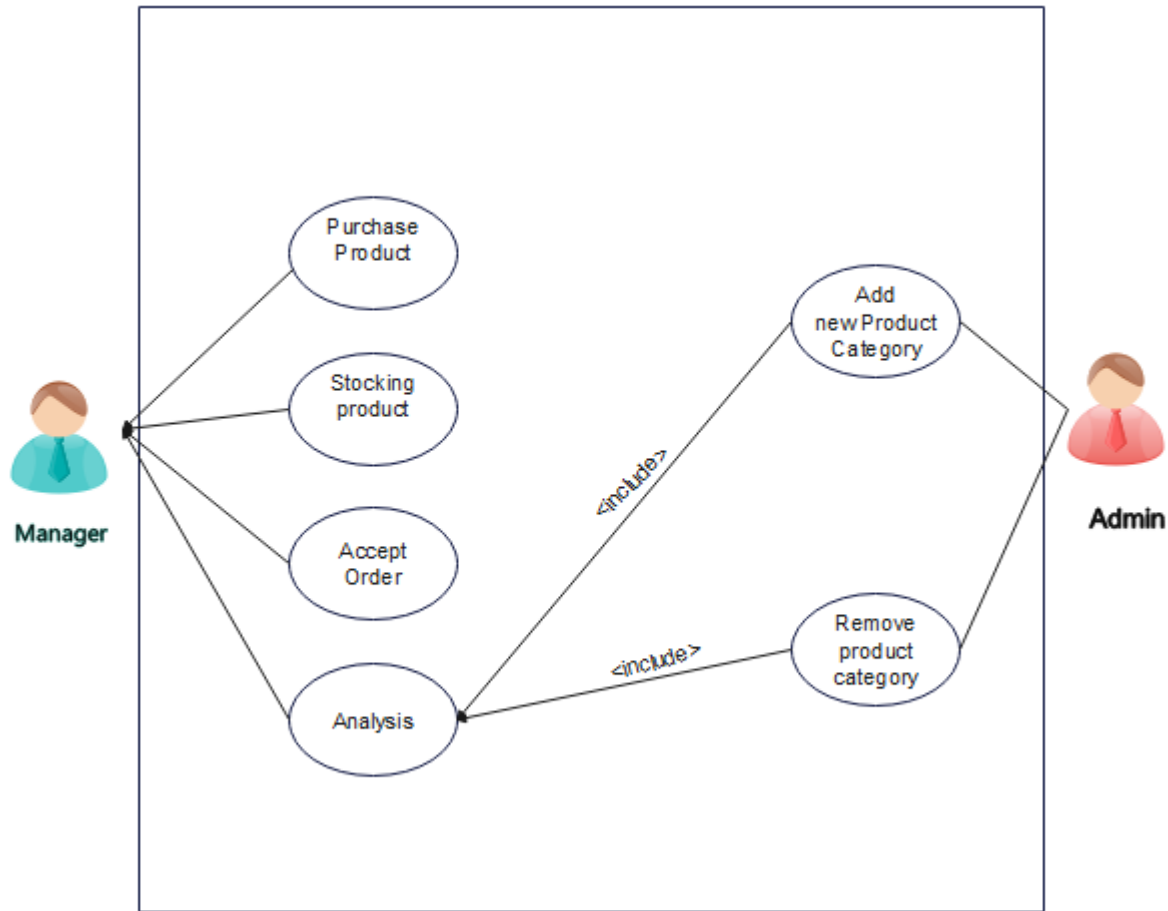 Purchase
Product
Stocking
product
Accept
Order
Analysis
Manager
<include>
<include>
Add
new Product
Category
Remove
product
category
Admin